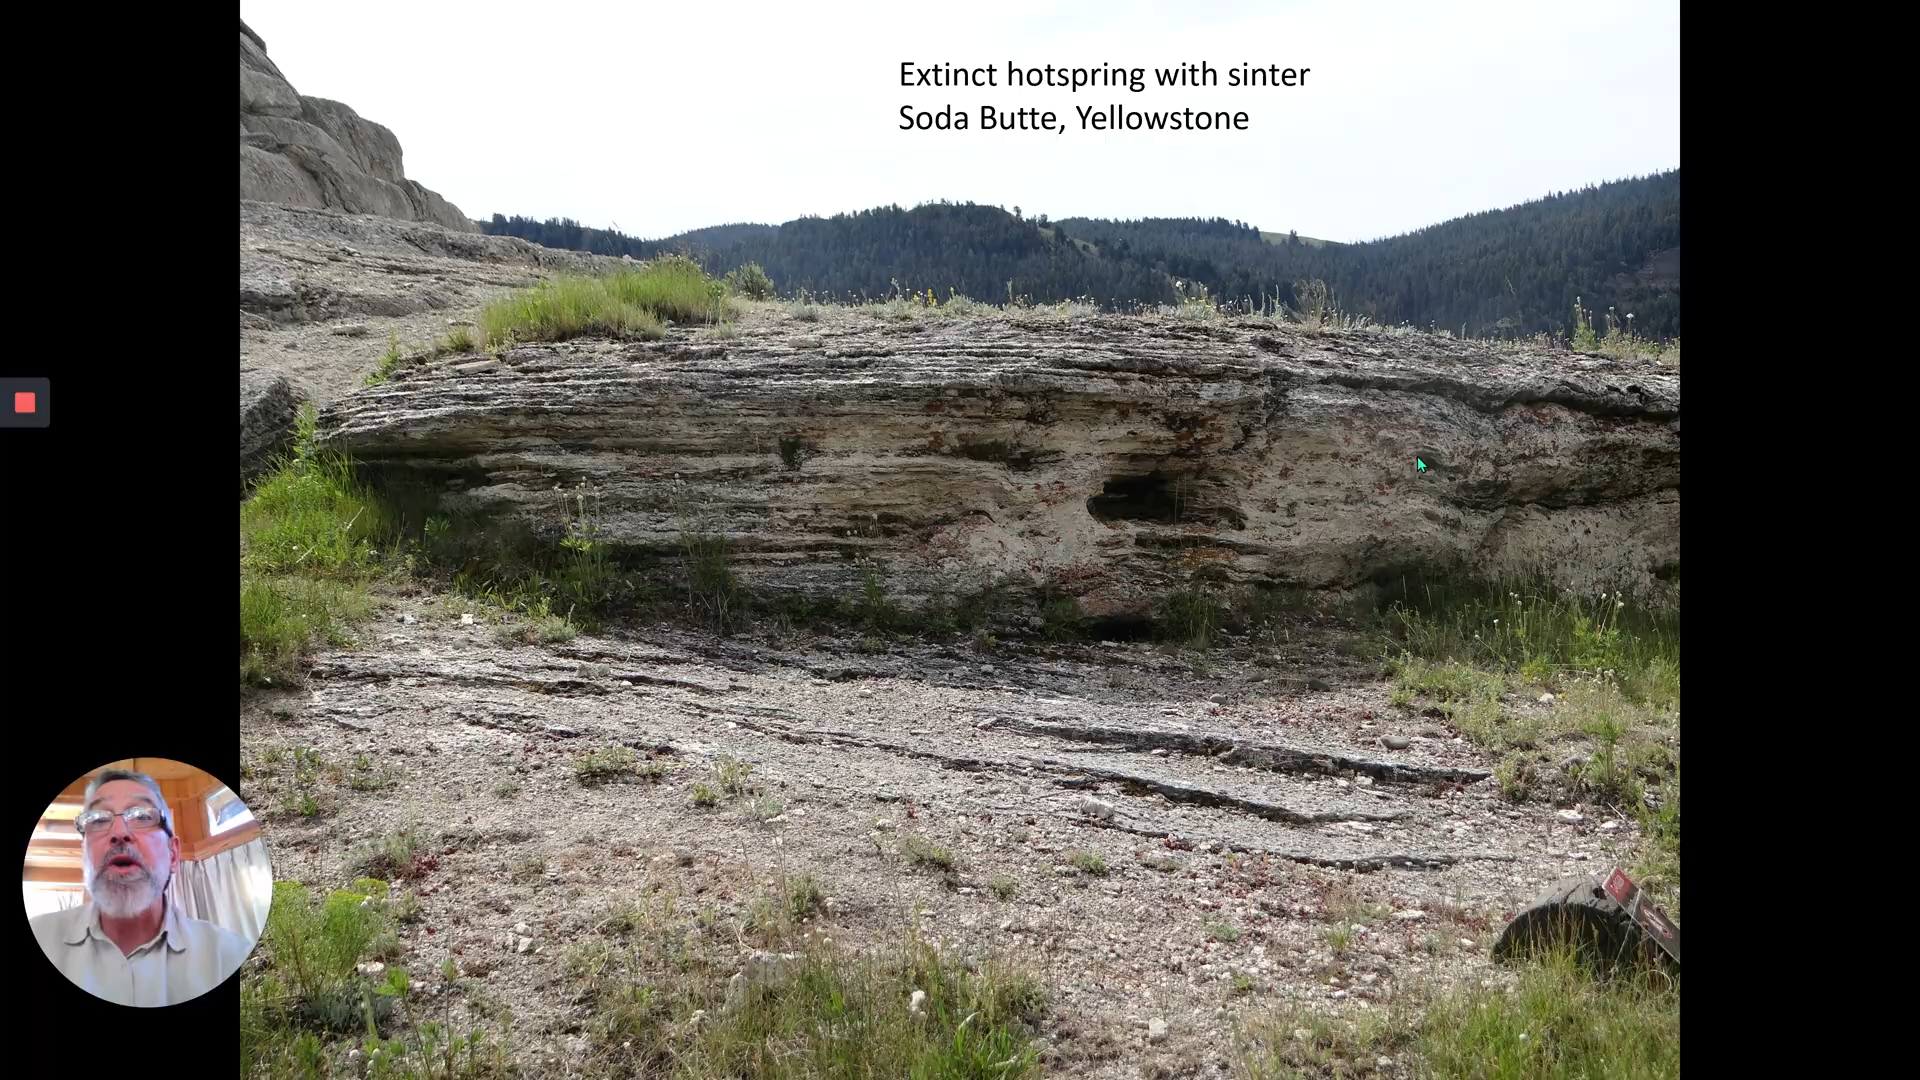 Extinct hotspring with sinter
Soda Butte, Yellowstone